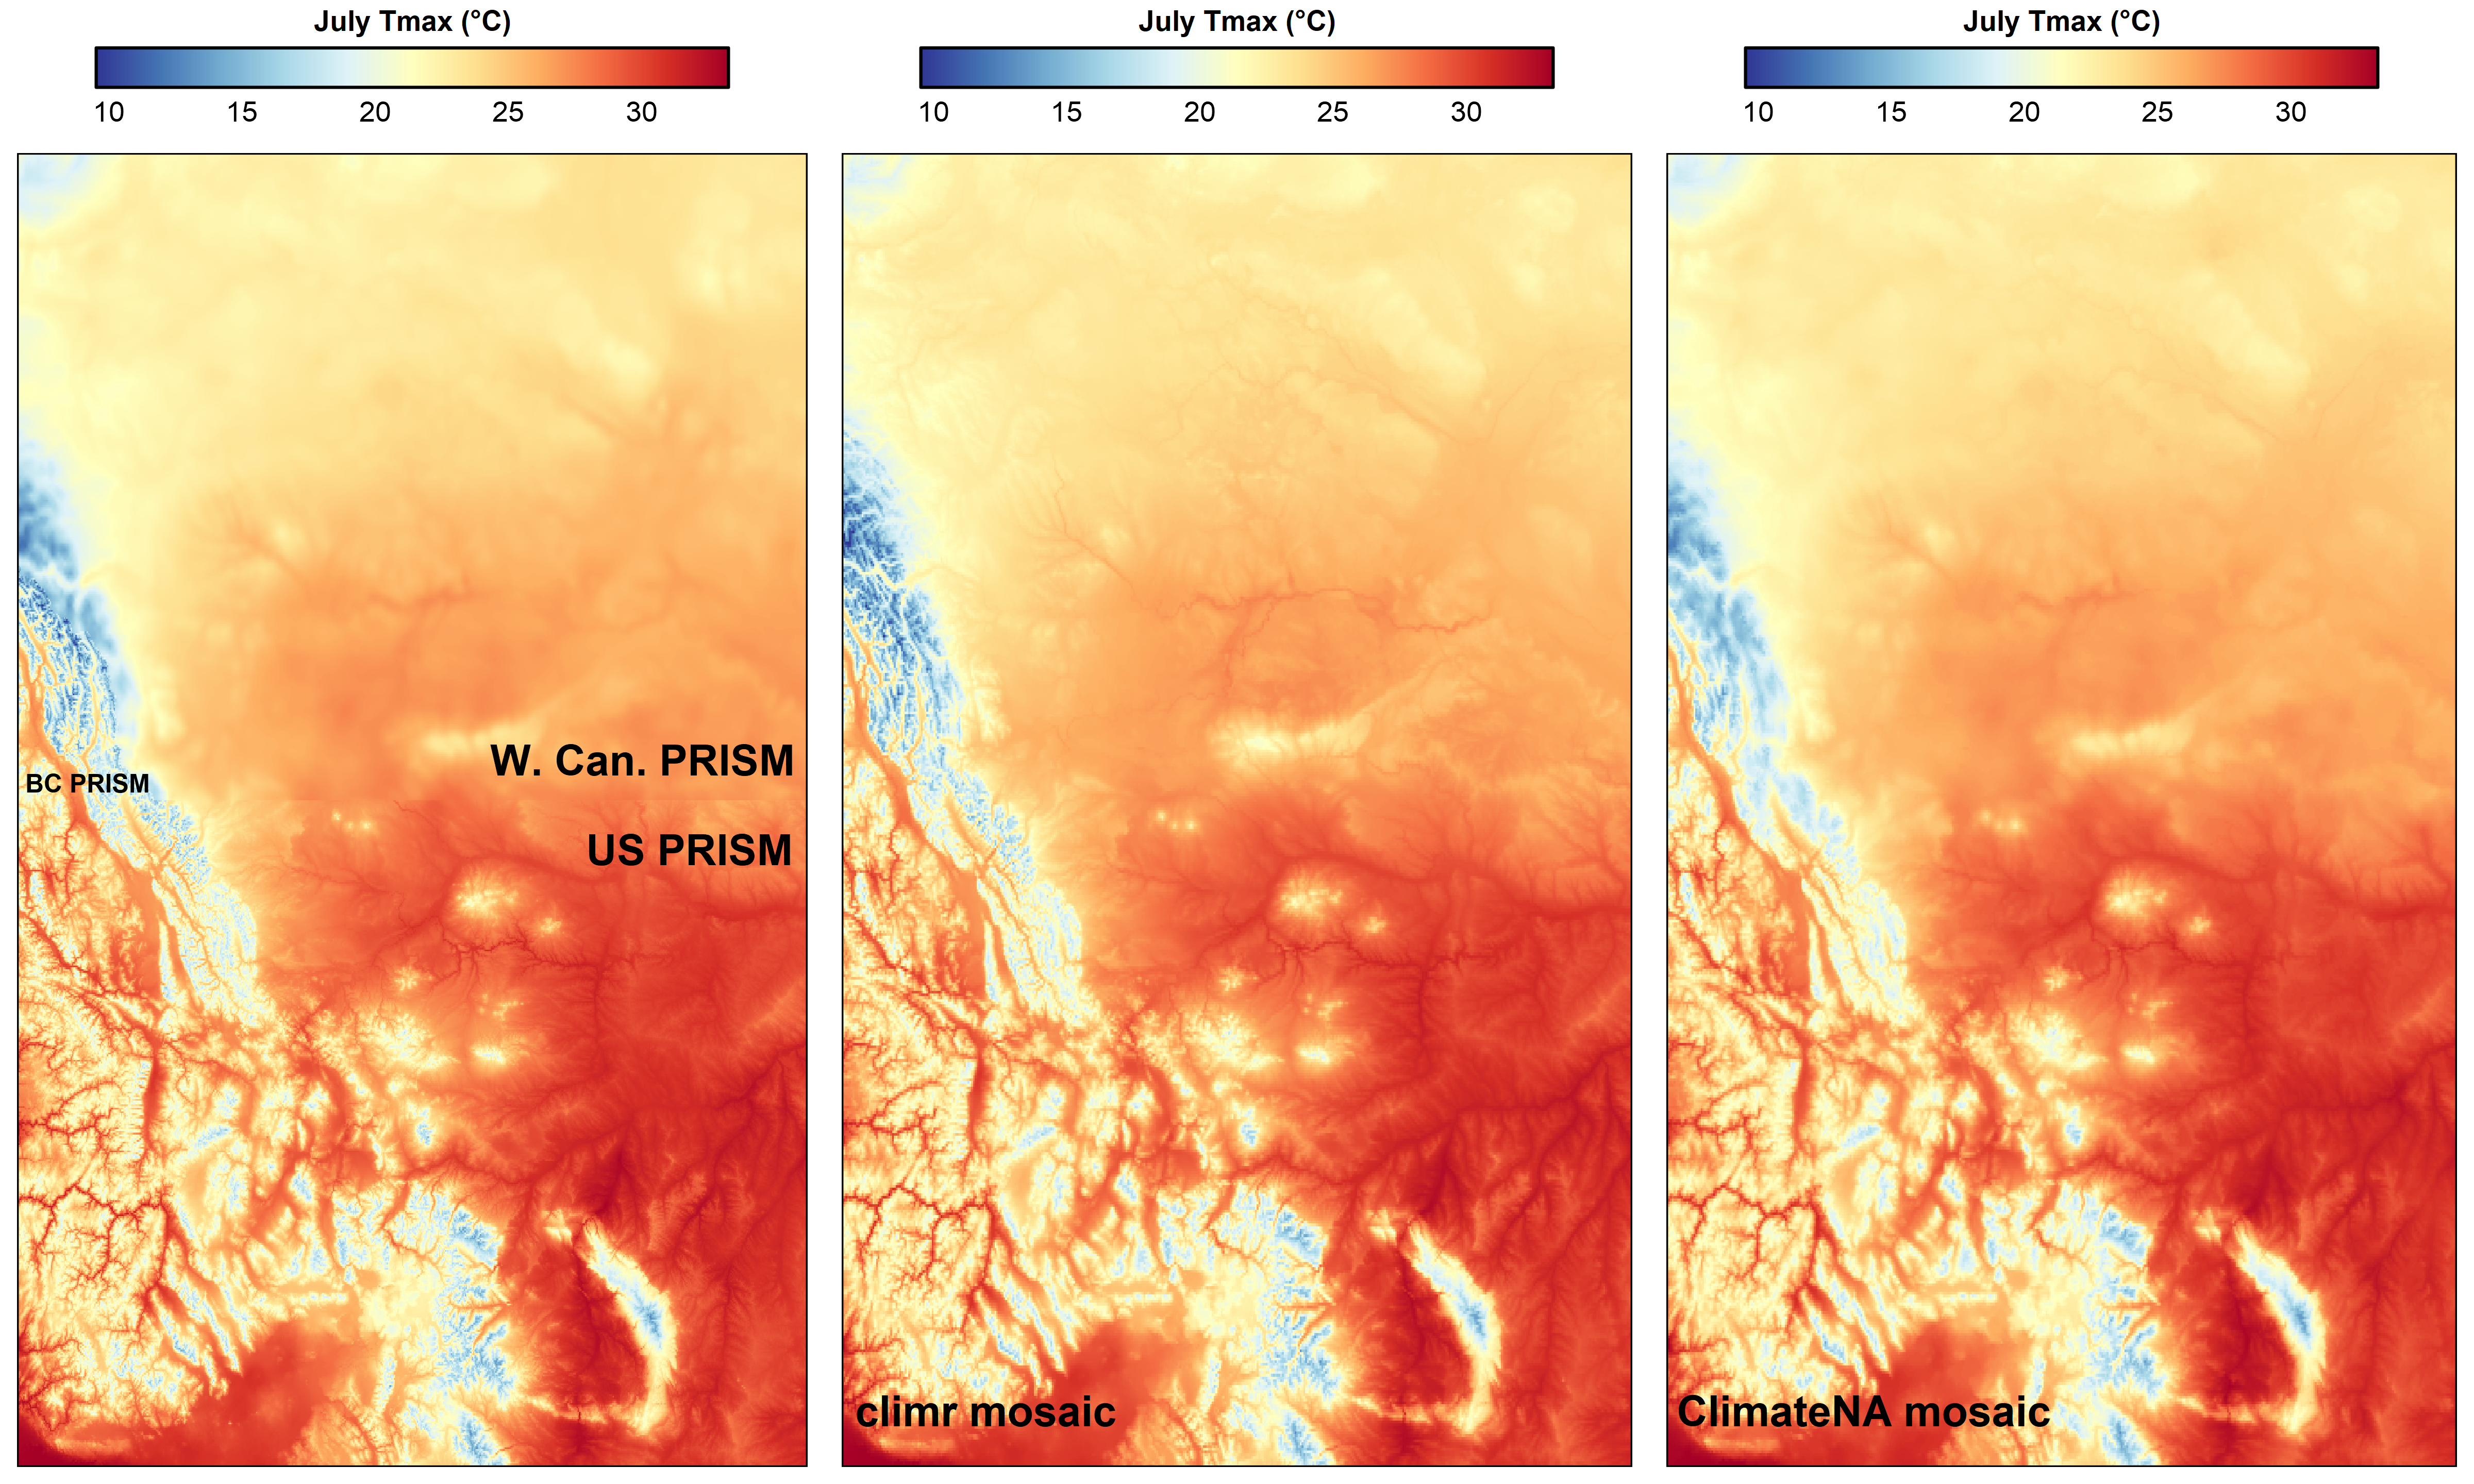 July Tmax (°C)
10 15 20 25 30
July Tmax (°C)
10 15 20 25 30
July Tmax (°C)
10 15 20 25 30
W. Can. PRISM
BC PRISM
US PRISM
climr mosaic
ClimateNA mosaic